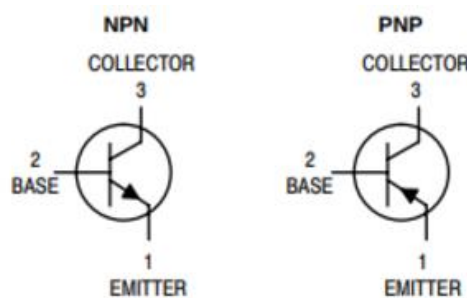 NPN
COLLECTOR
3
2
BASE
1
EMITTER
PNP
COLLECTOR
3
2
BASE
1
EMITTER